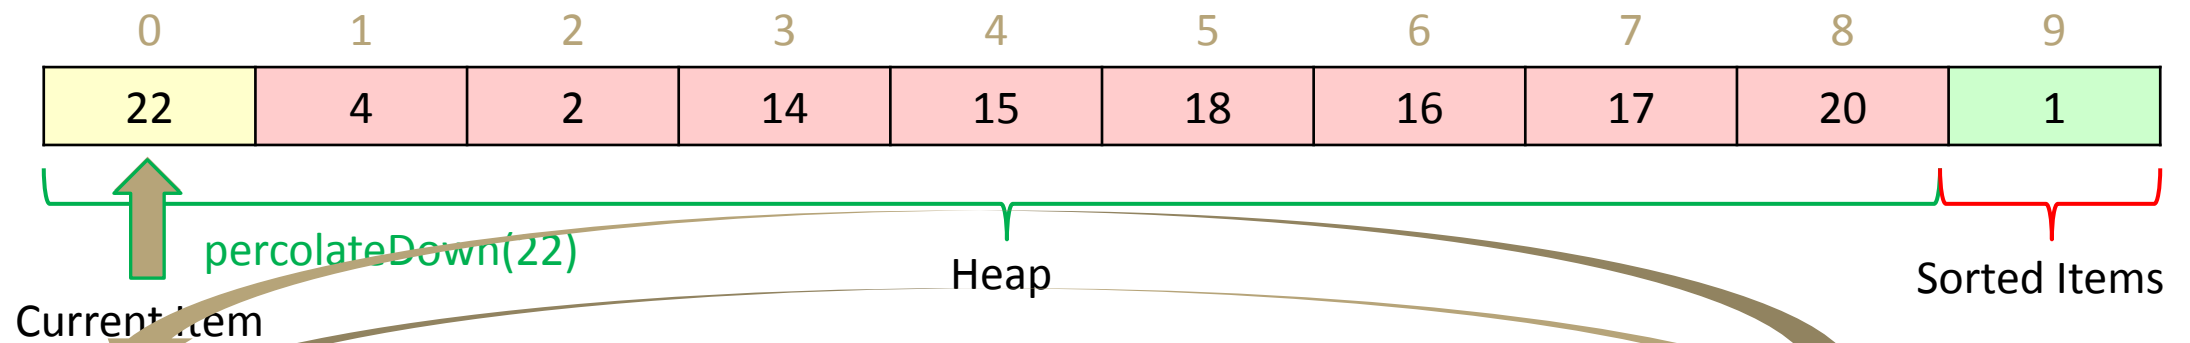 0 1 2 3 4 5 6 7 8 9
22 4 2 14 15 18 16 17 20 1
percolateDown(22)
Heap
Sorted Items
Current Item